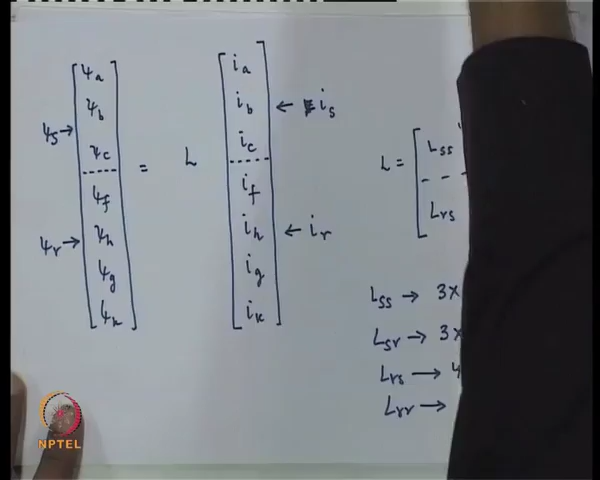 ψa
ψb
ψc
ψf
ψh
ψg
ψk
ψs →
ψr →
=
L
ia
ib
ic
if
ih
ig
ik
← is
← ir
L =
Lss
Lrs
Lss → 3×
Lsr → 3×
Lrs → 4
Lrr →
NPTEL